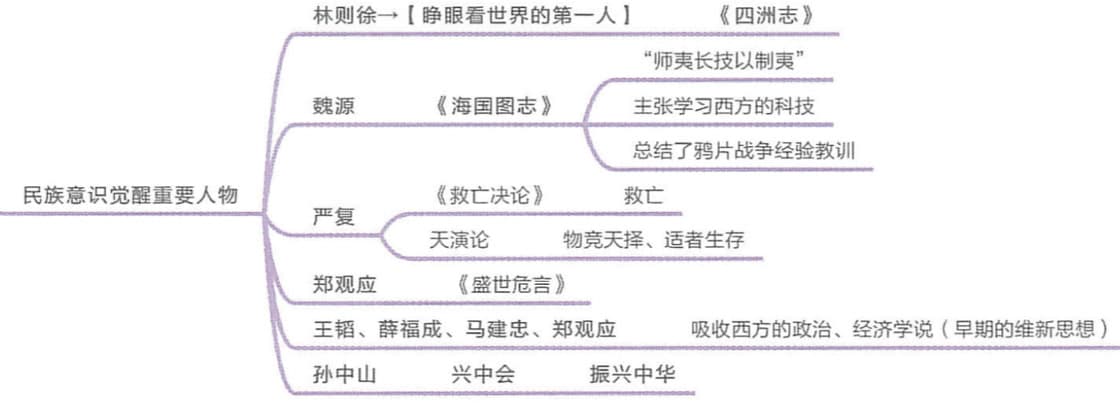 民族意识觉醒重要人物
林则徐→【睁眼看世界的第一人】 《四洲志》
魏源 《海国图志》
“师夷长技以制夷”
主张学习西方的科技
总结了鸦片战争经验教训
严复
《救亡决论》 救亡
天演论 物竞天择、适者生存
郑观应 《盛世危言》
王韬、薛福成、马建忠、郑观应 吸收西方的政治、经济学说（早期的维新思想）
孙中山 兴中会 振兴中华